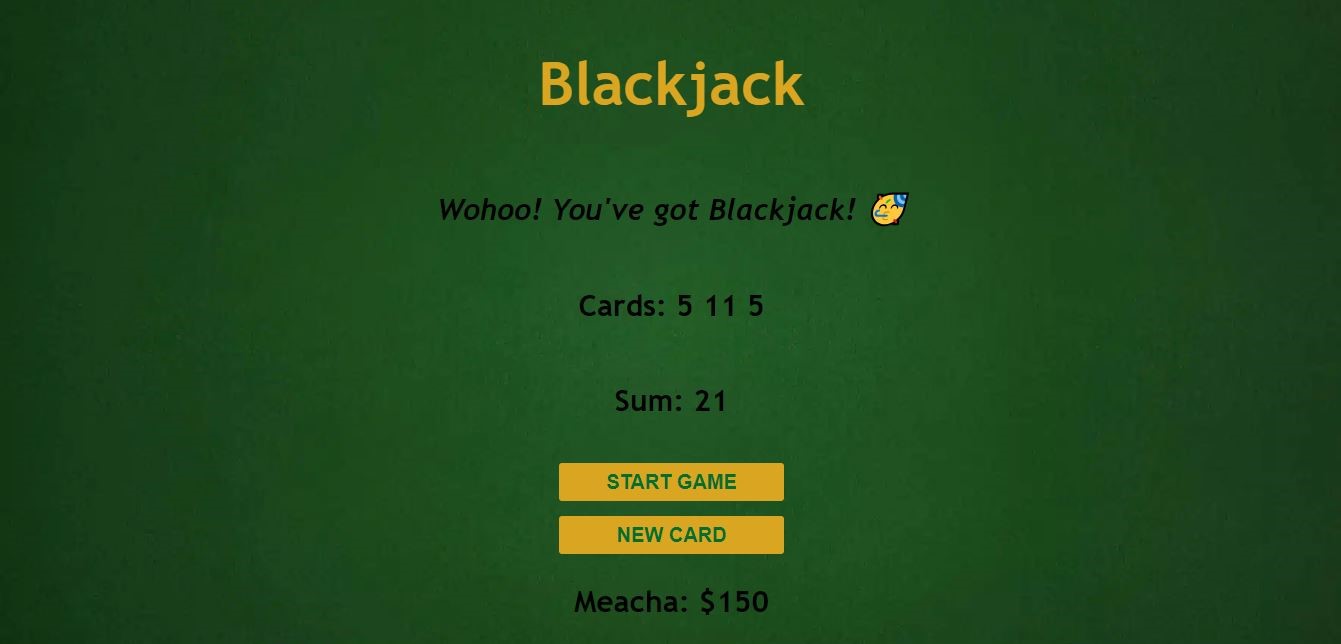 Blackjack
Wohoo! You've got Blackjack! 🥳
Cards: 5 11 5
Sum: 21
START GAME
NEW CARD
Meacha: $150